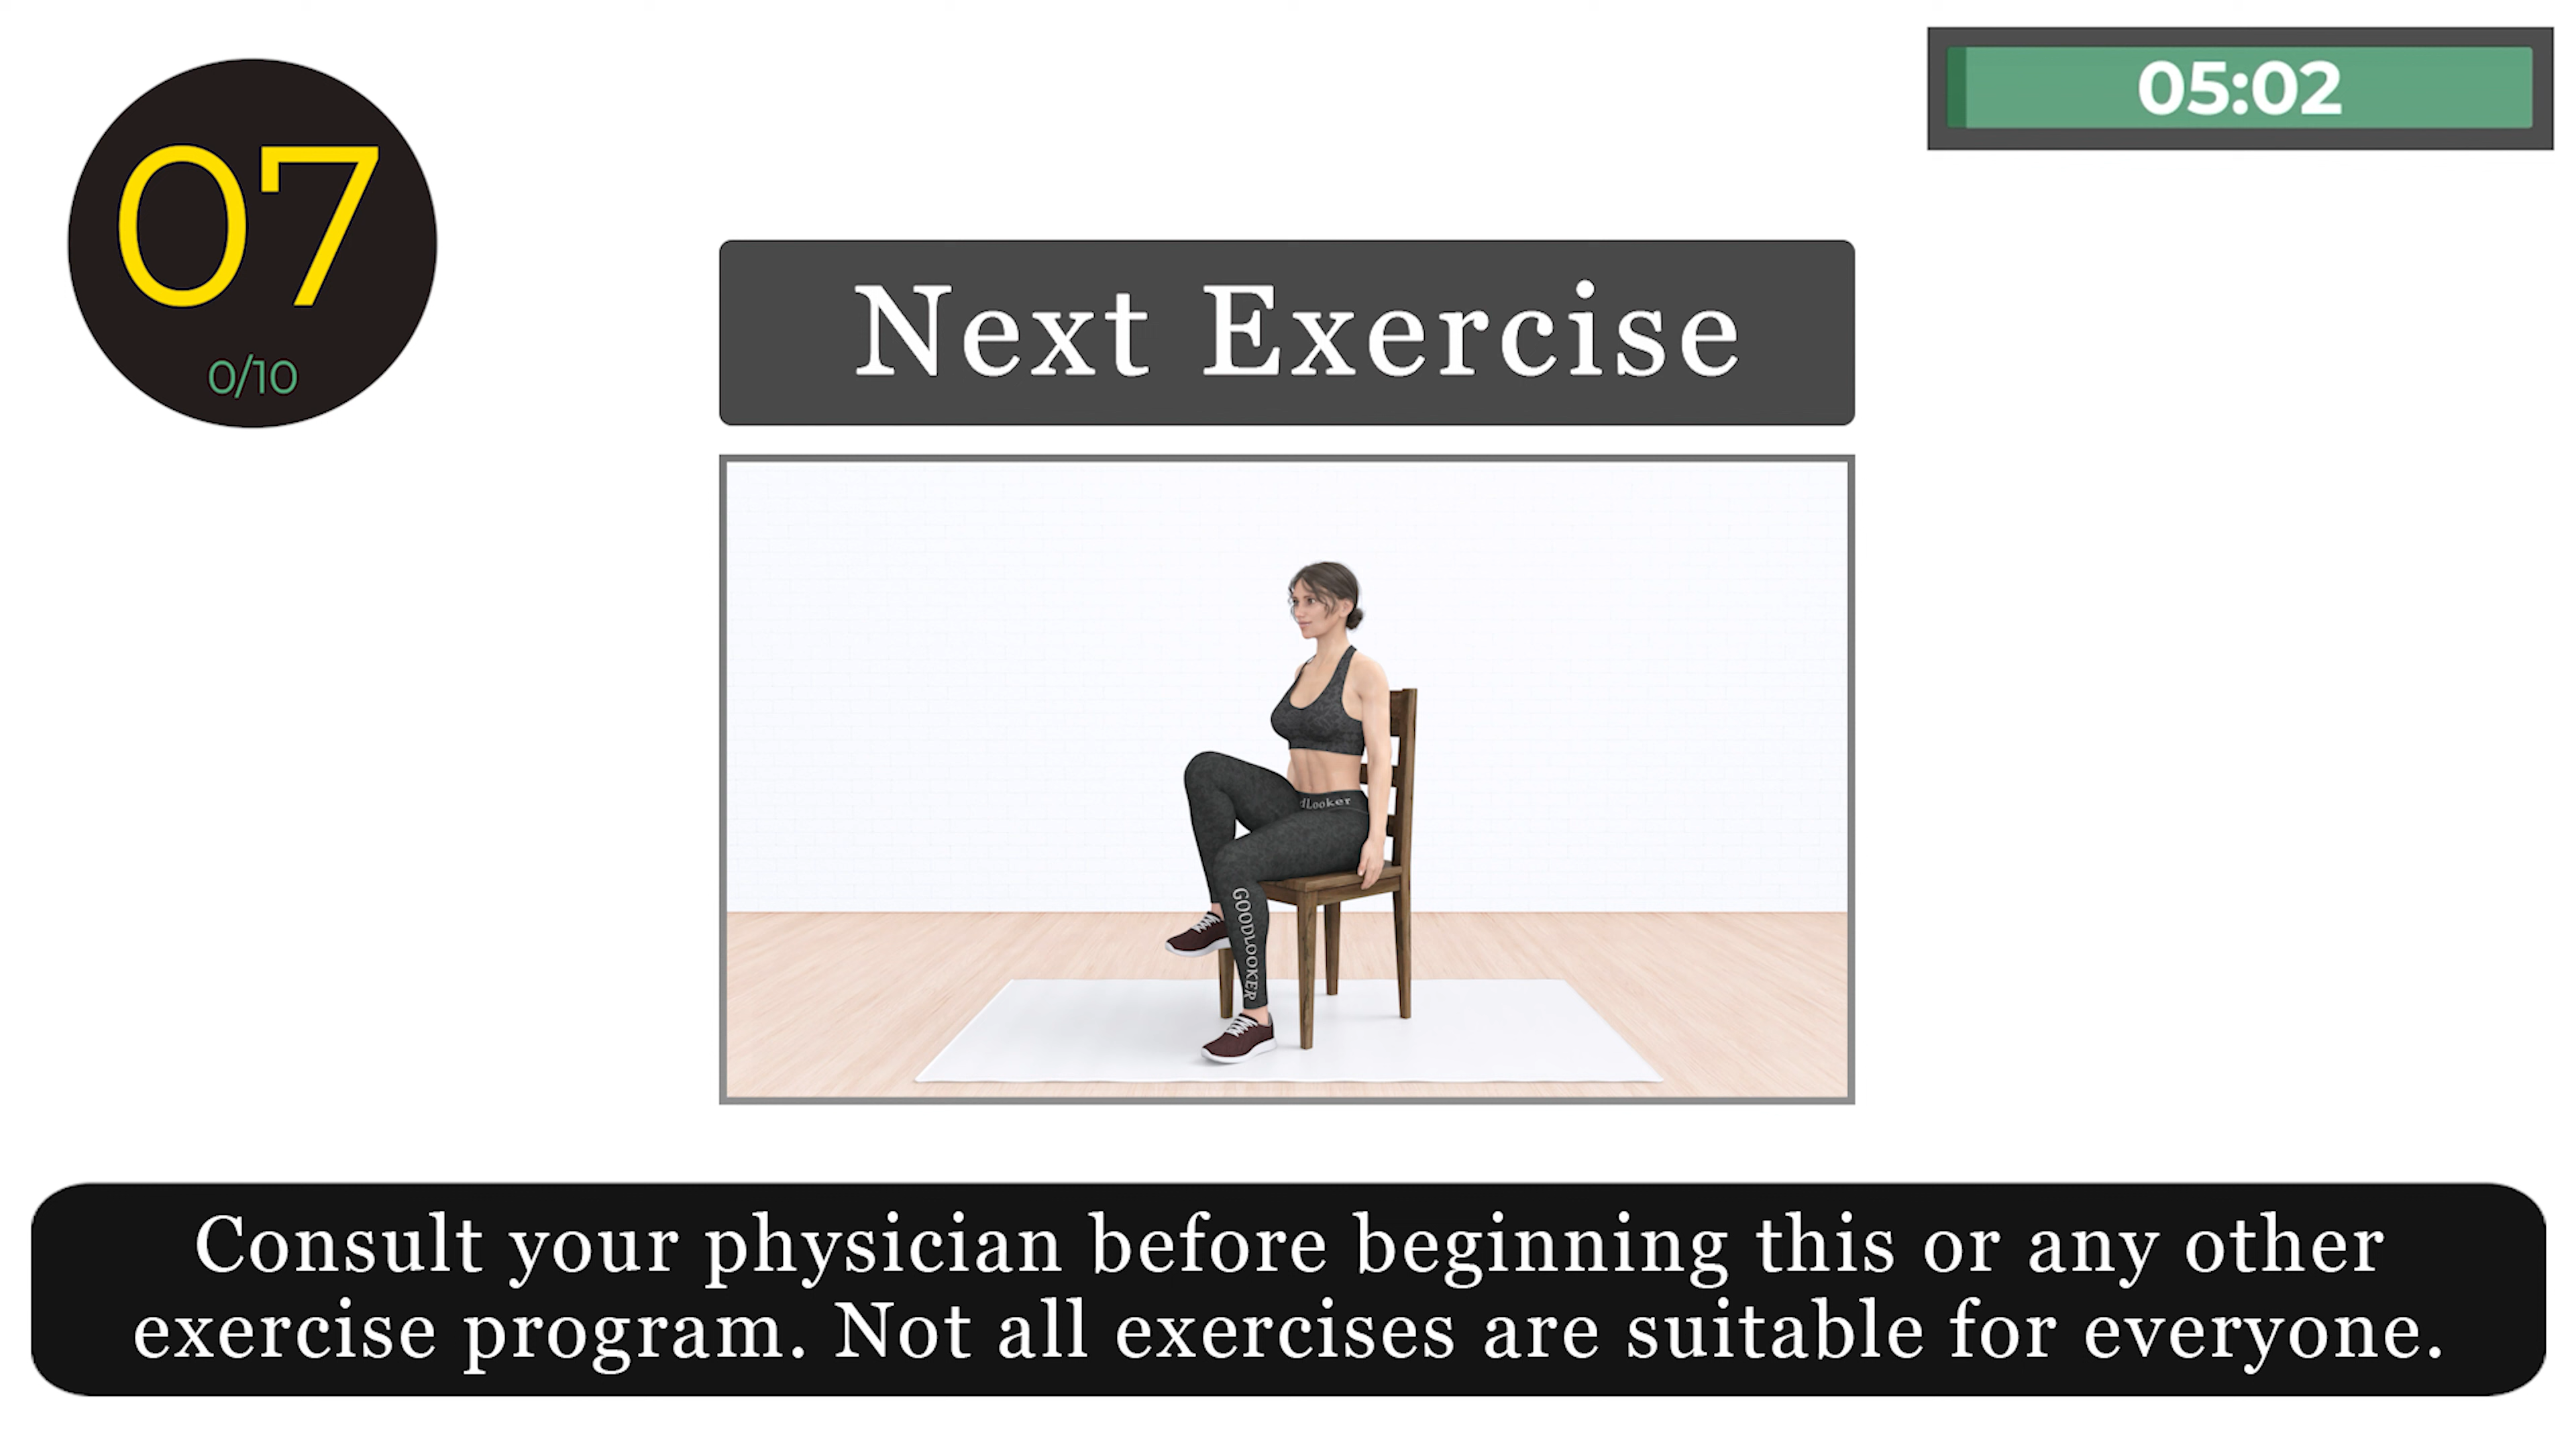 07
0/10
05:02
Next Exercise
dLooker
GOODLOOKER
Consult your physician before beginning this or any other
exercise program. Not all exercises are suitable for everyone.